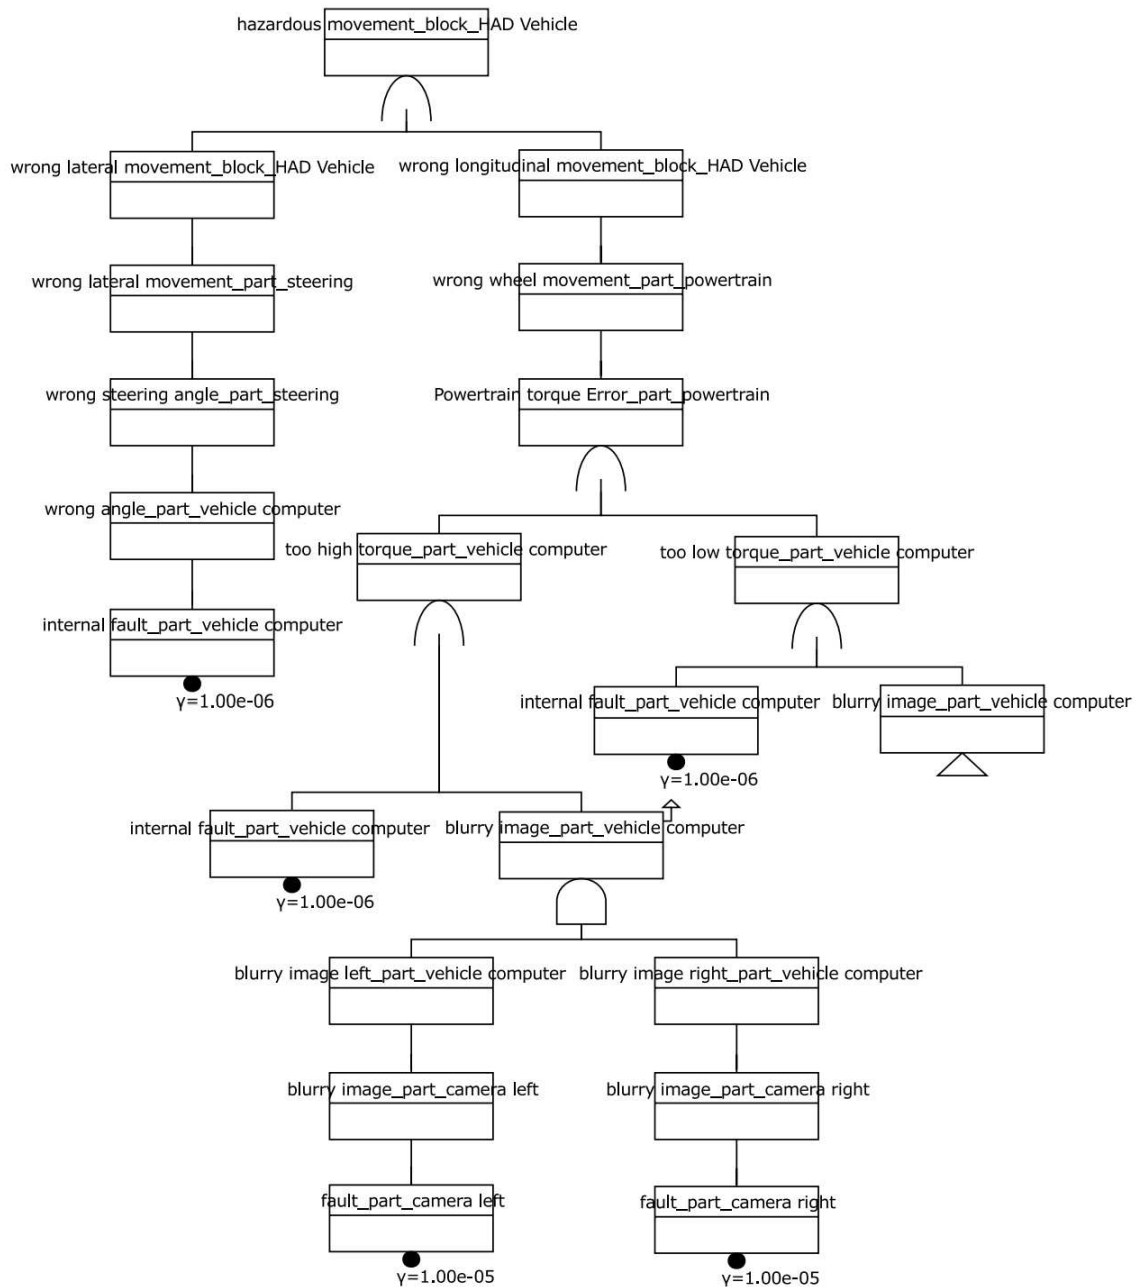 hazardous movement_block_HAD Vehicle
wrong lateral movement_block_HAD Vehicle
wrong longitudinal movement_block_HAD Vehicle
wrong lateral movement_part_steering
wrong wheel movement_part_powertrain
wrong steering angle_part_steering
Powertrain torque Error_part_powertrain
wrong angle_part_vehicle computer
too high torque_part_vehicle computer
too low torque_part_vehicle computer
internal fault_part_vehicle computer
γ=1.00e-06
internal fault_part_vehicle computer
blurry image_part_vehicle computer
γ=1.00e-06
internal fault_part_vehicle computer
blurry image_part_vehicle computer
γ=1.00e-06
blurry image left_part_vehicle computer
blurry image right_part_vehicle computer
blurry image_part_camera left
blurry image_part_camera right
fault_part_camera left
fault_part_camera right
γ=1.00e-05
γ=1.00e-05